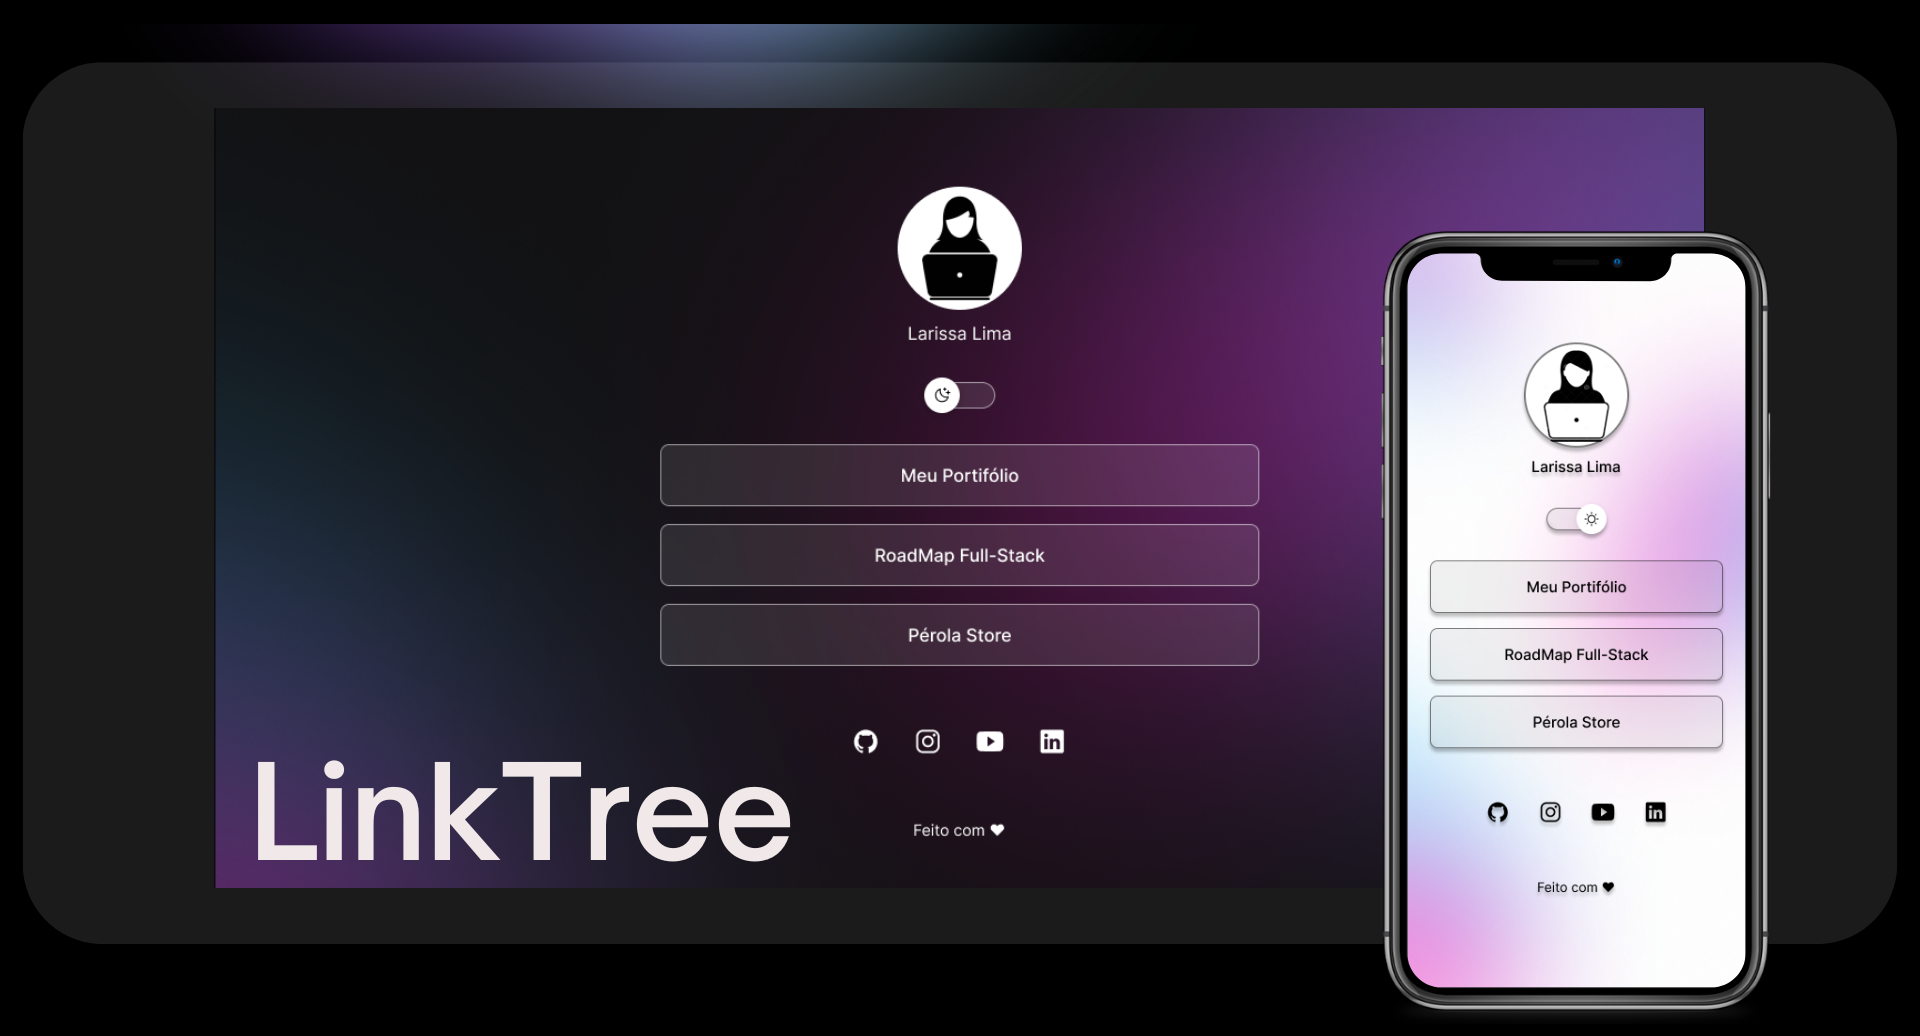 Larissa Lima
Meu Portifólio
RoadMap Full-Stack
Pérola Store
Feito com
LinkTree
Larissa Lima
Meu Portifólio
RoadMap Full-Stack
Pérola Store
Feito com